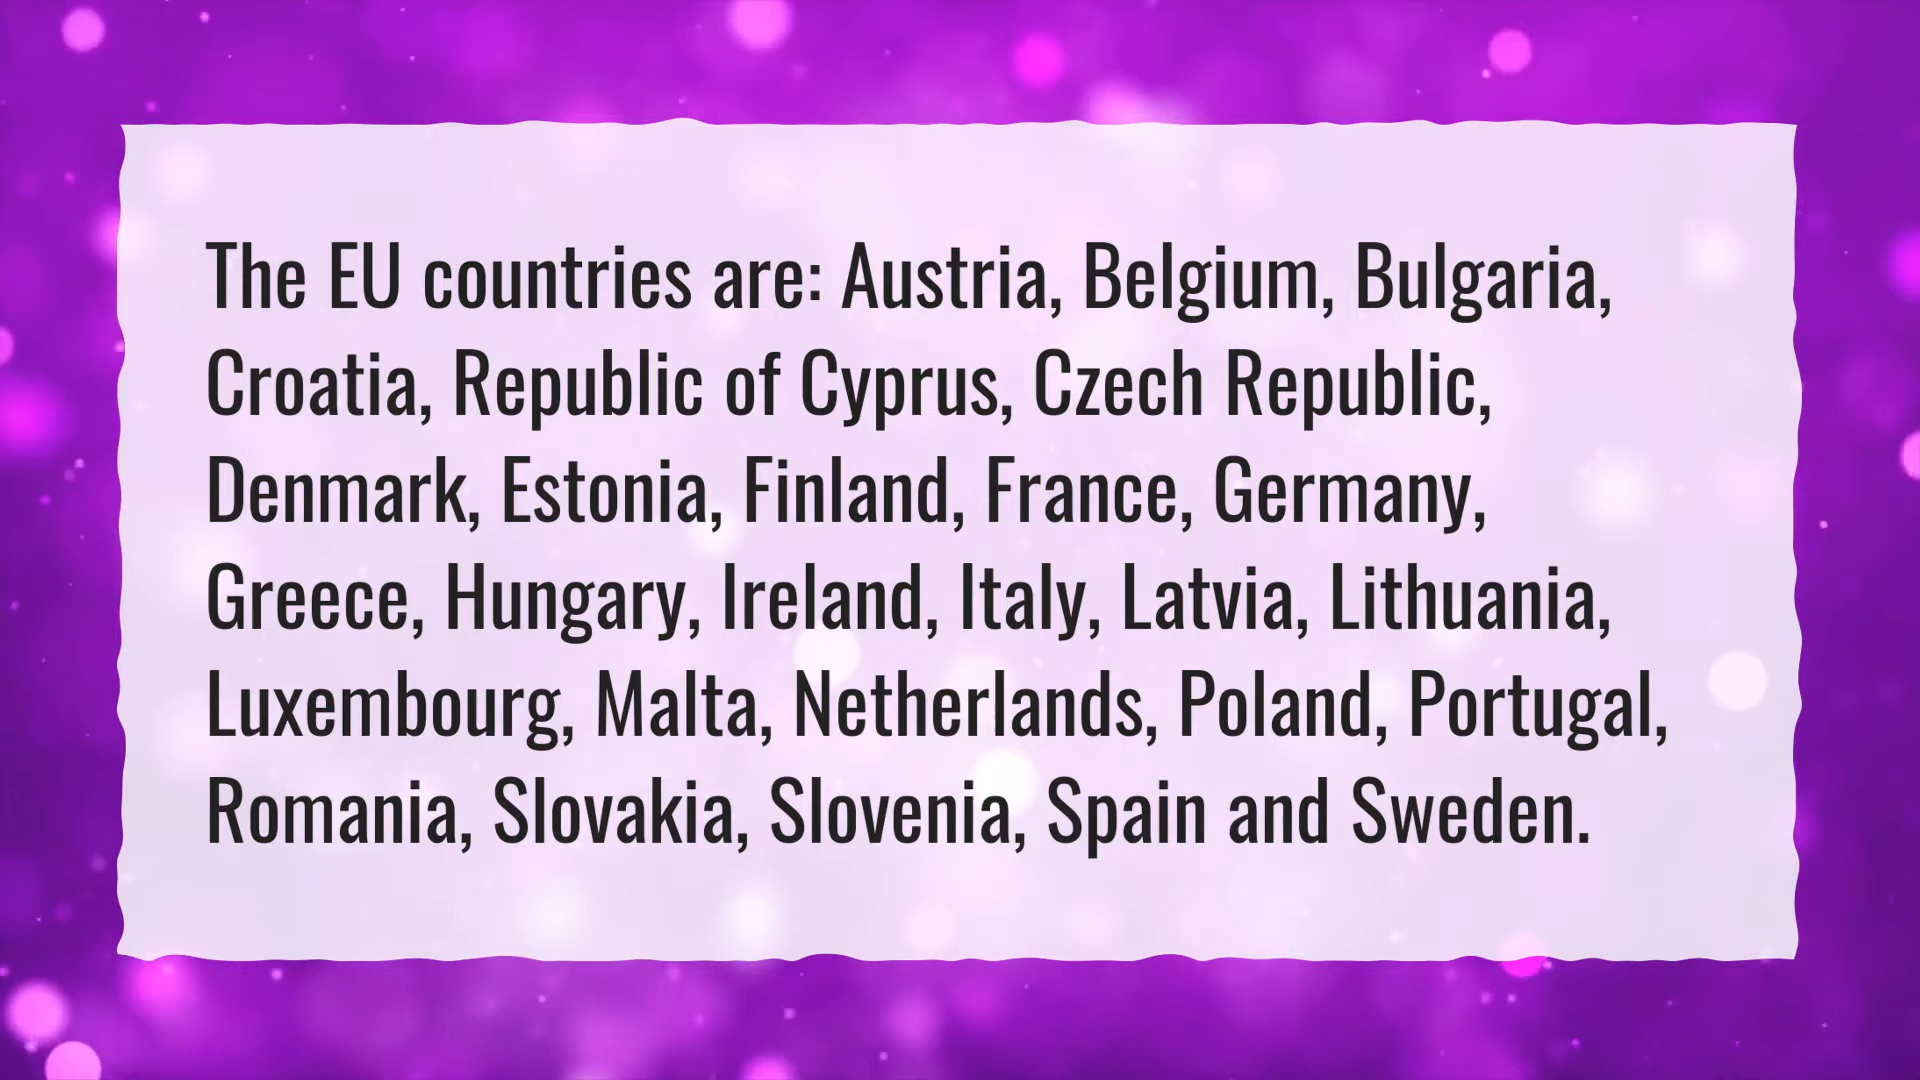 The EU countries are: Austria, Belgium, Bulgaria,
Croatia, Republic of Cyprus, Czech Republic,
Denmark, Estonia, Finland, France, Germany,
Greece, Hungary, Ireland, Italy, Latvia, Lithuania,
Luxembourg, Malta, Netherlands, Poland, Portugal,
Romania, Slovakia, Slovenia, Spain and Sweden.